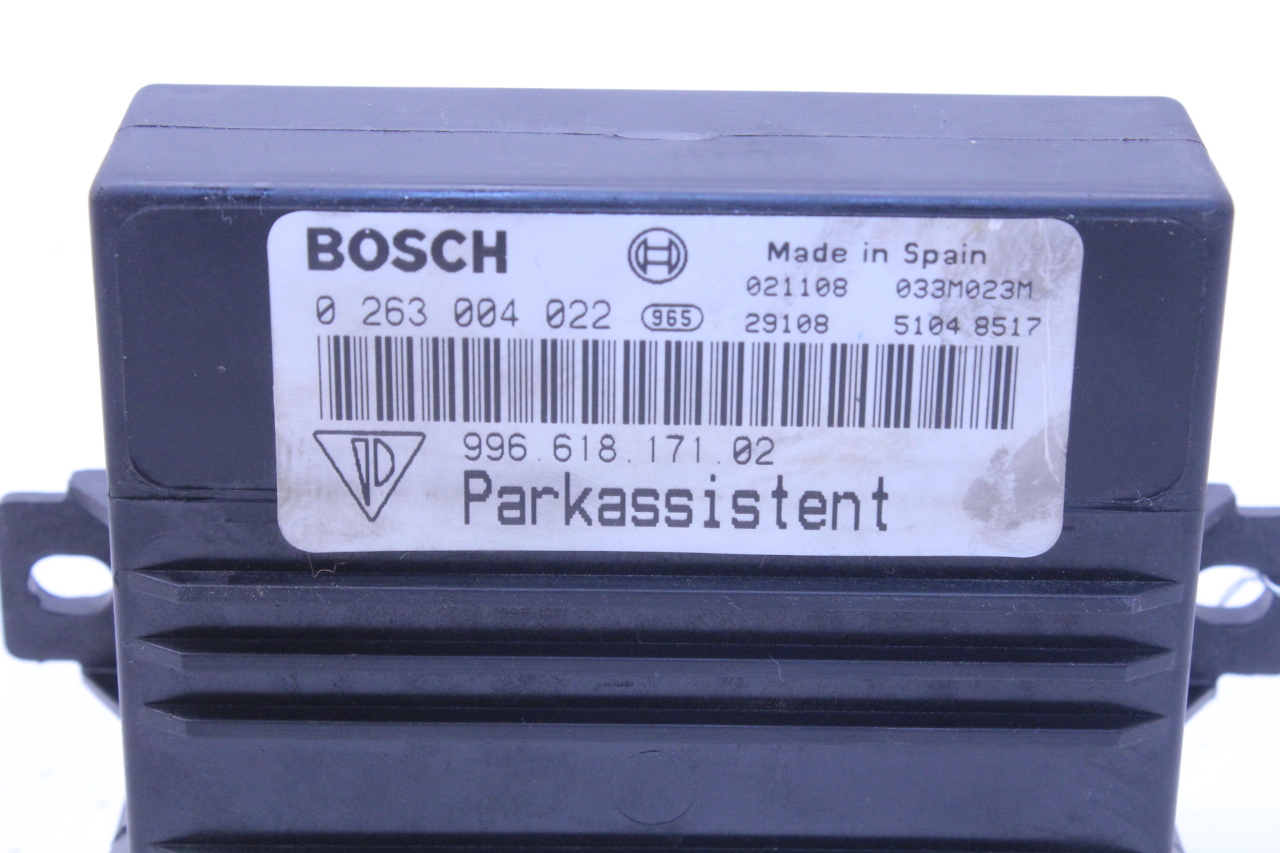 BOSCH
Made in Spain
021108 033M023M
0 263 004 022 965 29108 5104 8517
996.618.171.02
Parkassistent